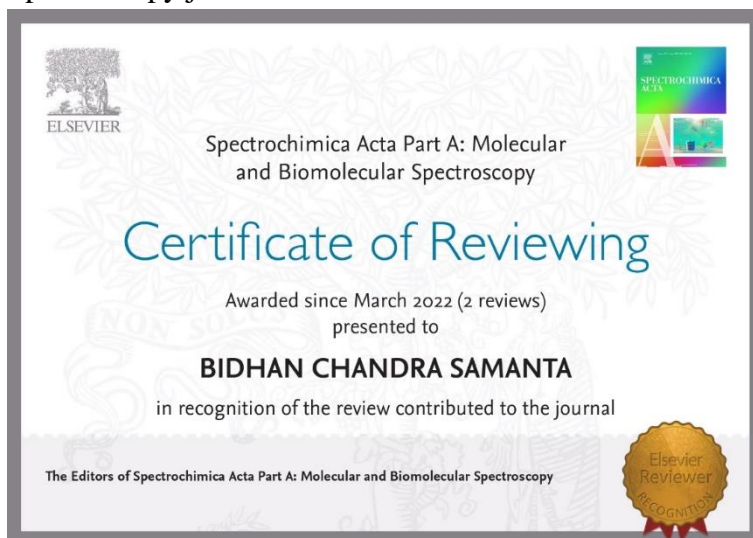 ELSEVIER
SPECTROCHIMICA
ACTA
A
Spectrochimica Acta Part A: Molecular
and Biomolecular Spectroscopy
Certificate of Reviewing
Awarded since March 2022 (2 reviews)
presented to
BIDHAN CHANDRA SAMANTA
in recognition of the review contributed to the journal
NON SOLUS
The Editors of Spectrochimica Acta Part A: Molecular and Biomolecular Spectroscopy
Elsevier
Reviewer
RECOGNITION